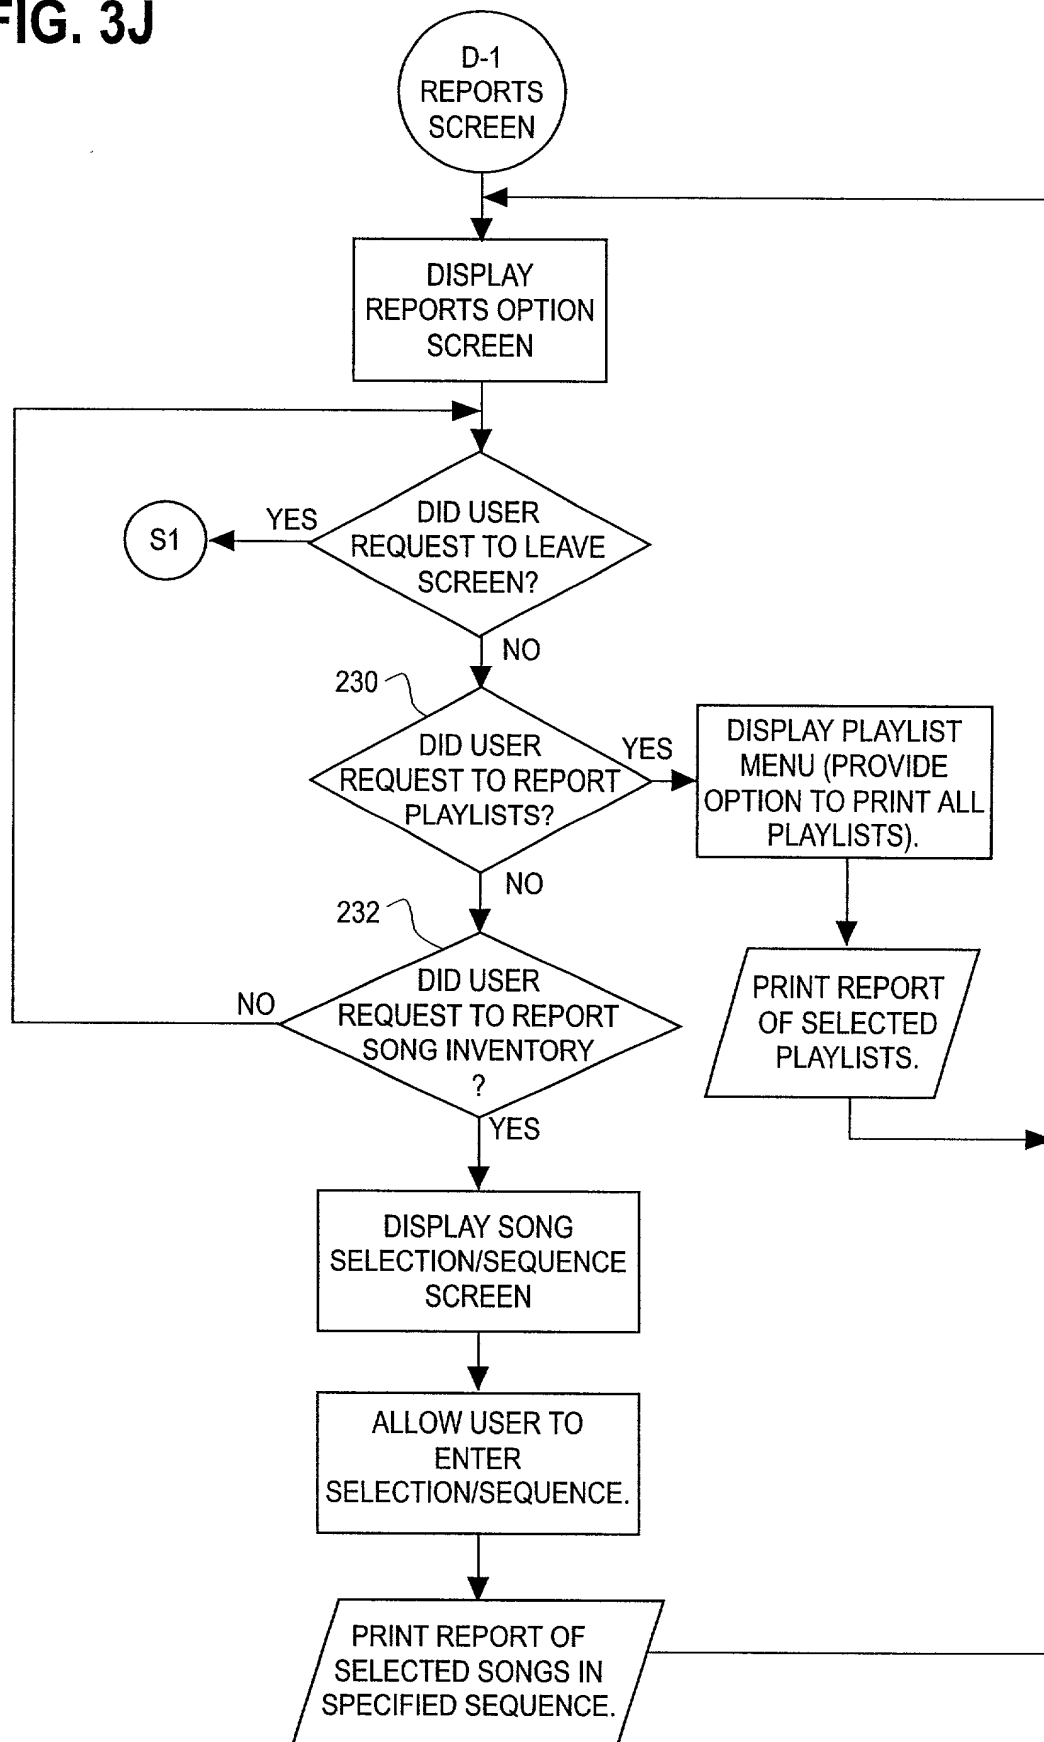 FIG. 3J
D-1
REPORTS
SCREEN
DISPLAY
REPORTS OPTION
SCREEN
DID USER
REQUEST TO LEAVE
SCREEN?
YES
S1
NO
230
DID USER
REQUEST TO REPORT
PLAYLISTS?
YES
DISPLAY PLAYLIST
MENU (PROVIDE
OPTION TO PRINT ALL
PLAYLISTS).
NO
232
DID USER
REQUEST TO REPORT
SONG INVENTORY
?
NO
PRINT REPORT
OF SELECTED
PLAYLISTS.
YES
DISPLAY SONG
SELECTION/SEQUENCE
SCREEN
ALLOW USER TO
ENTER
SELECTION/SEQUENCE.
PRINT REPORT OF
SELECTED SONGS IN
SPECIFIED SEQUENCE.